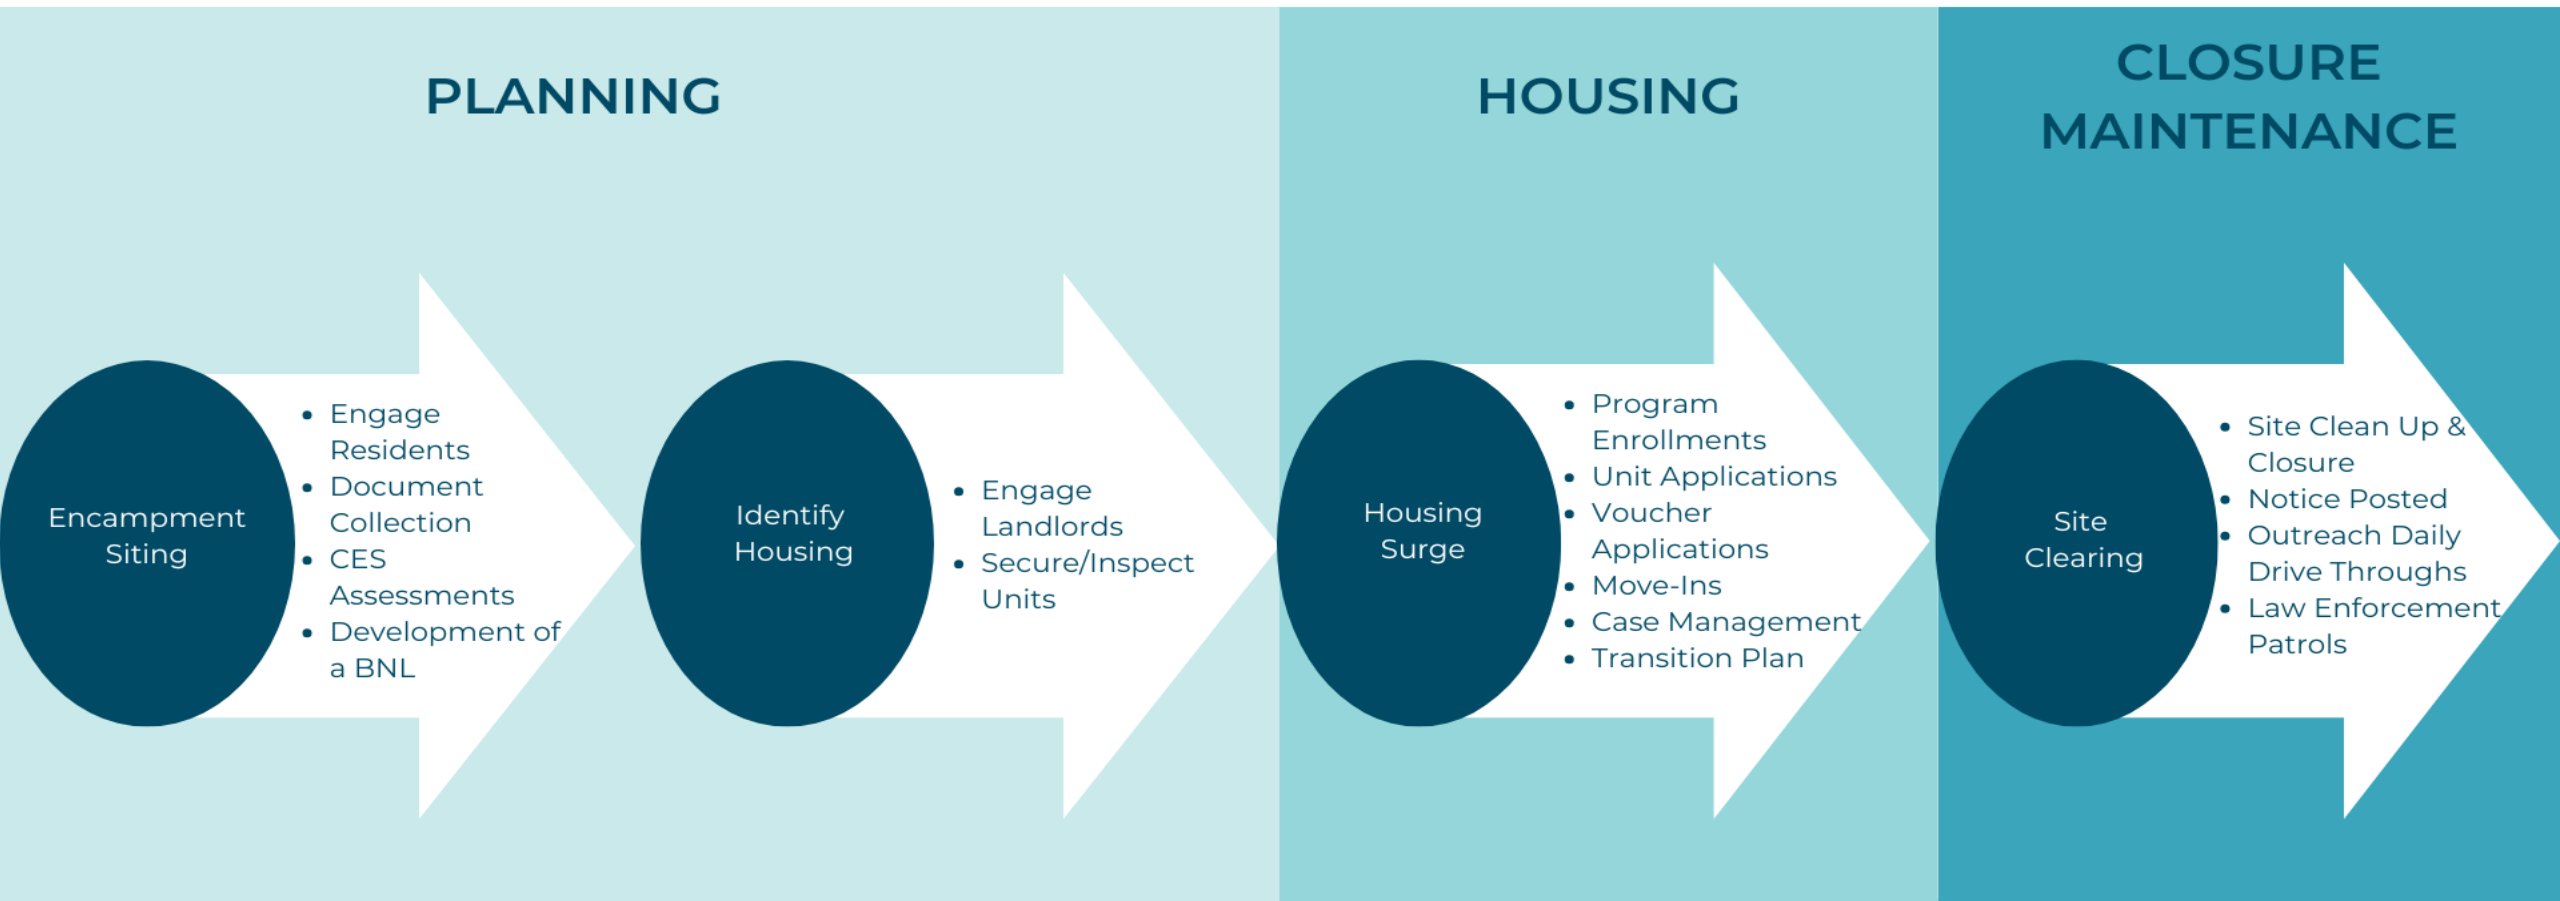 PLANNING
Encampment
Siting
• Engage
Residents
• Document
Collection
• CES
Assessments
• Development of
a BNL
Identify
Housing
• Engage
Landlords
• Secure/Inspect
Units
HOUSING
Housing
Surge
• Program
Enrollments
• Unit Applications
• Voucher
Applications
• Move-Ins
• Case Management
• Transition Plan
CLOSURE
MAINTENANCE
Site
Clearing
• Site Clean Up &
Closure
• Notice Posted
• Outreach Daily
Drive Throughs
• Law Enforcement
Patrols